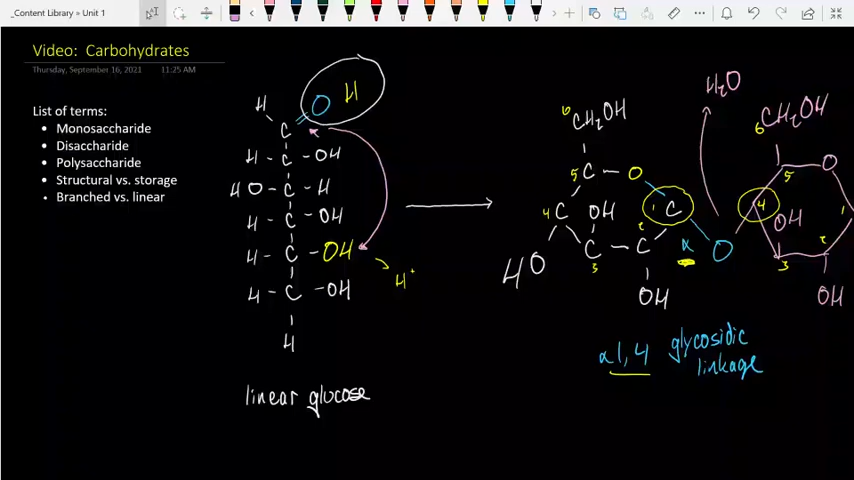 _Content Library ▸ Unit 1
Video: Carbohydrates
Thursday, September 16, 2021 11:25 AM
List of terms:
• Monosaccharide
• Disaccharide
• Polysaccharide
• Structural vs. storage
• Branched vs. linear
H O H
C
H - C - OH
HO - C - H
H - C - OH
H - C - OH
H+
H - C - OH
H
linear glucose
6 CH2OH
5 C - O
4 C OH 1 C
HO
C - C
3 2
OH
α O
H2O
6 CH2OH
5 O
4 OH 1
3 2
OH
α1,4 glycosidic
linkage